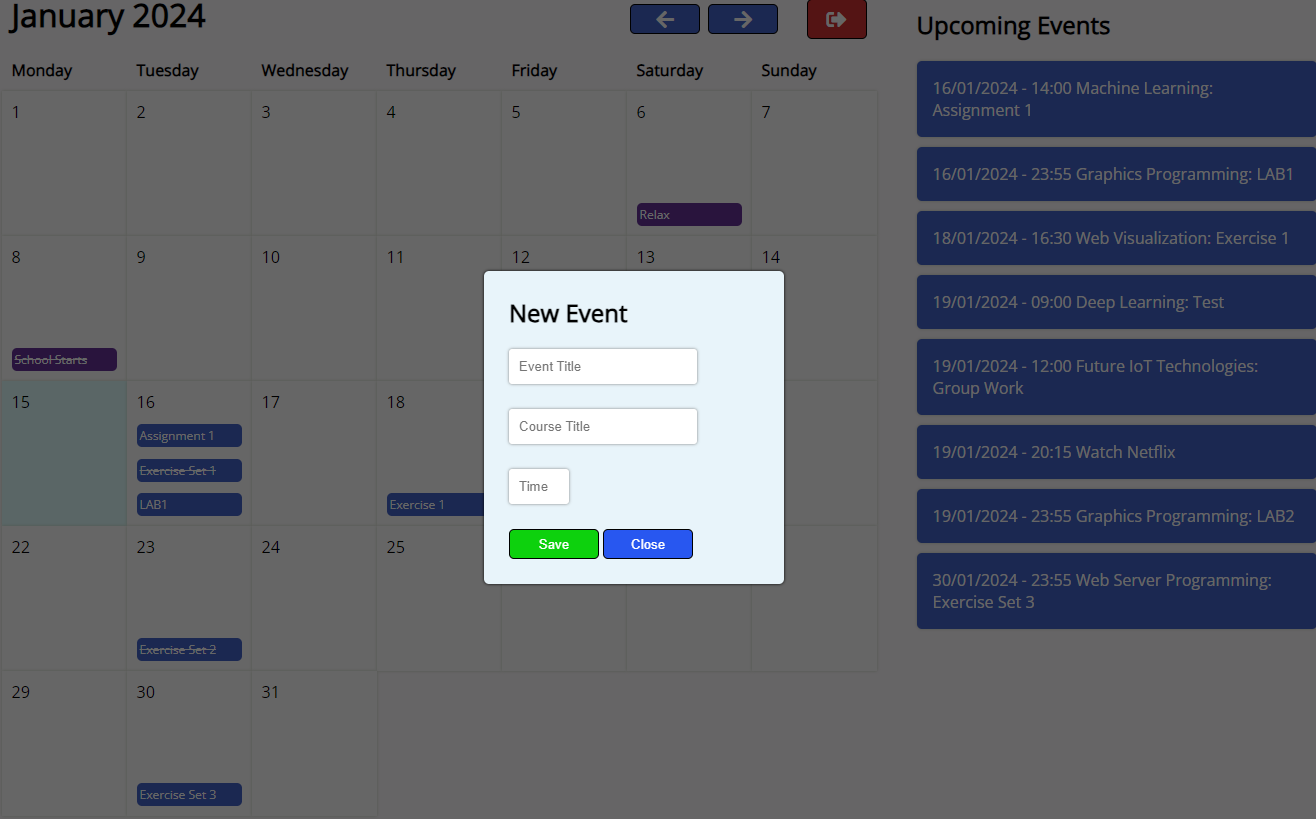 January 2024
Monday Tuesday Wednesday Thursday Friday Saturday Sunday
1 2 3 4 5 6 7
Relax
8 9 10 11 12 13 14
School Starts
15 16 17 18
Assignment 1
Exercise Set 1
LAB1 Exercise 1
22 23 24 25
Exercise Set 2
29 30 31
Exercise Set 3
New Event
Event Title
Course Title
Time
Save Close
Upcoming Events
16/01/2024 - 14:00 Machine Learning:
Assignment 1
16/01/2024 - 23:55 Graphics Programming: LAB1
18/01/2024 - 16:30 Web Visualization: Exercise 1
19/01/2024 - 09:00 Deep Learning: Test
19/01/2024 - 12:00 Future IoT Technologies:
Group Work
19/01/2024 - 20:15 Watch Netflix
19/01/2024 - 23:55 Graphics Programming: LAB2
30/01/2024 - 23:55 Web Server Programming:
Exercise Set 3